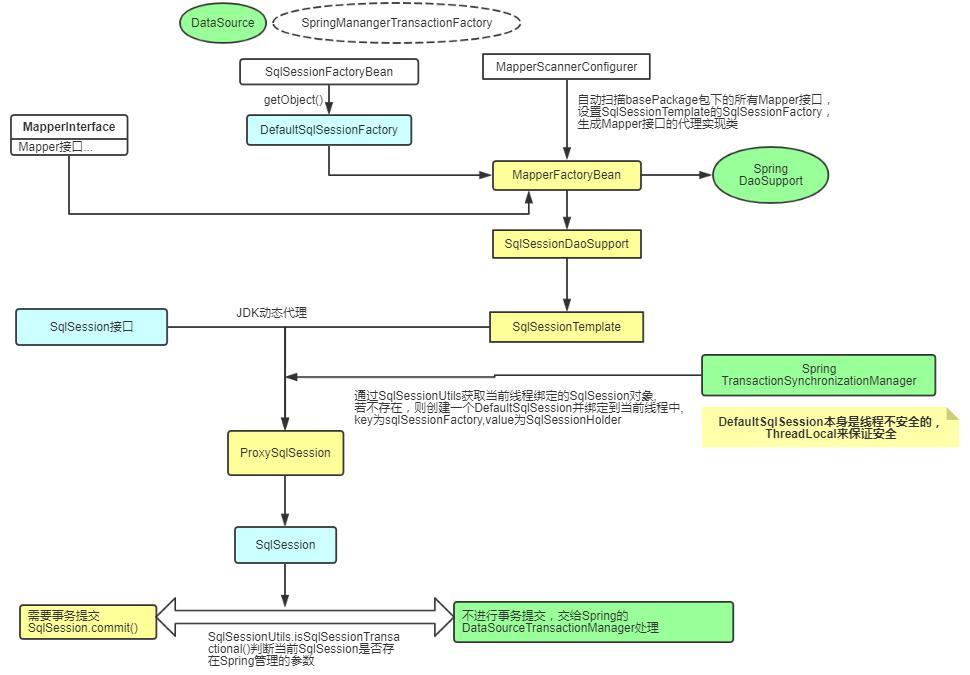 DataSource
SpringManangerTransactionFactory
SqlSessionFactoryBean
MapperScannerConfigurer
getObject()
自动扫描basePackage包下的所有Mapper接口，
设置SqlSessionTemplate的SqlSessionFactory，
生成Mapper接口的代理实现类
MapperInterface
Mapper接口...
DefaultSqlSessionFactory
MapperFactoryBean
Spring
DaoSupport
SqlSessionDaoSupport
JDK动态代理
SqlSession接口
SqlSessionTemplate
Spring
TransactionSynchronizationManager
通过SqlSessionUtils获取当前线程绑定的SqlSession对象,
若不存在，则创建一个DefaultSqlSession并绑定到当前线程中,
key为sqlSessionFactory,value为SqlSessionHolder
DefaultSqlSession本身是线程不安全的，
ThreadLocal来保证安全
ProxySqlSession
SqlSession
需要事务提交
SqlSession.commit()
不进行事务提交，交给Spring的
DataSourceTransactionManager处理
SqlSessionUtils.isSqlSessionTransa
ctional()判断当前SqlSession是否存
在Spring管理的参数